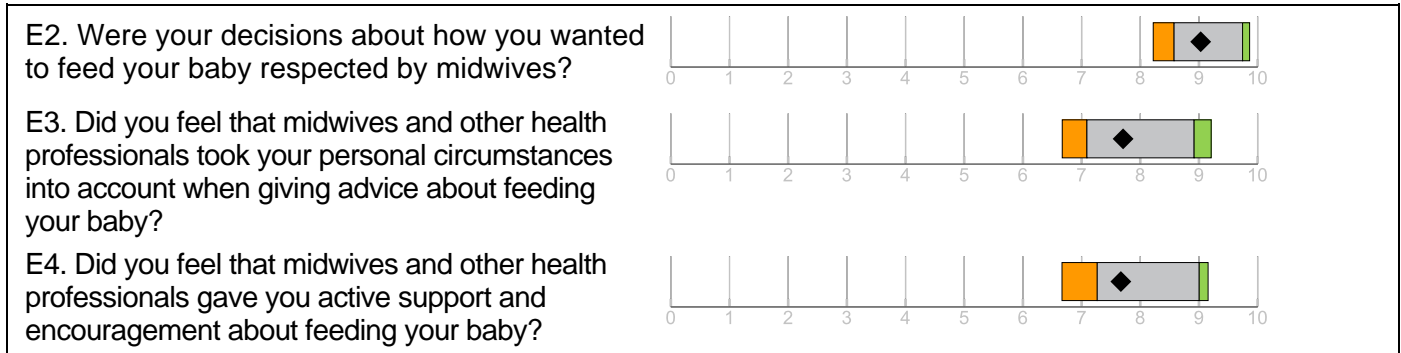 E2. Were your decisions about how you wanted
to feed your baby respected by midwives?
0 1 2 3 4 5 6 7 8 9 10
E3. Did you feel that midwives and other health
professionals took your personal circumstances
into account when giving advice about feeding
your baby?
0 1 2 3 4 5 6 7 8 9 10
E4. Did you feel that midwives and other health
professionals gave you active support and
encouragement about feeding your baby?
0 1 2 3 4 5 6 7 8 9 10